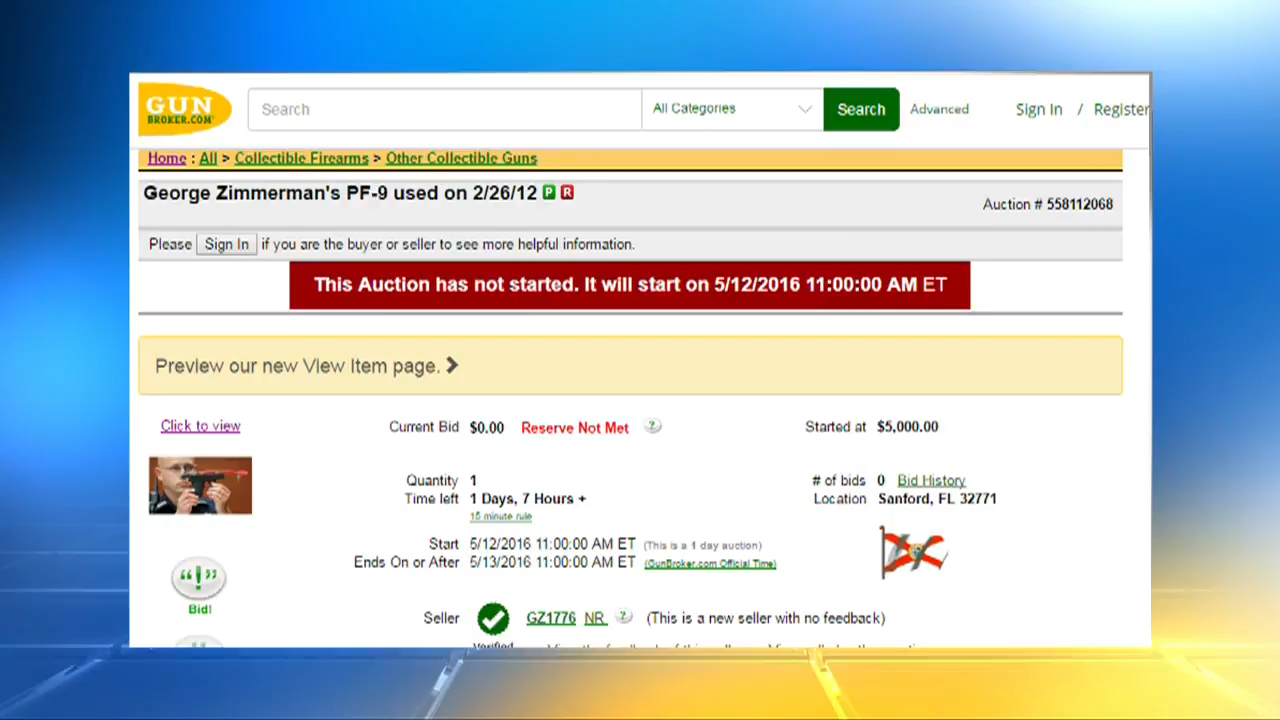 GUN
BROKER.COM
Search
All Categories
Search
Advanced
Sign In / Register
Home : All > Collectible Firearms > Other Collectible Guns
George Zimmerman's PF-9 used on 2/26/12 P R
Auction # 558112068
Please Sign In if you are the buyer or seller to see more helpful information.
This Auction has not started. It will start on 5/12/2016 11:00:00 AM ET
Preview our new View Item page.
Click to view
Current Bid $0.00 Reserve Not Met ?
Started at $5,000.00
Quantity 1
# of bids 0 Bid History
Time left 1 Days, 7 Hours +
Location Sanford, FL 32771
15 minute rule
Start 5/12/2016 11:00:00 AM ET (This is a 1 day auction)
Ends On or After 5/13/2016 11:00:00 AM ET (GunBroker.com Official Time)
Bid!
Seller GZ1776 NR ? (This is a new seller with no feedback)
Verified